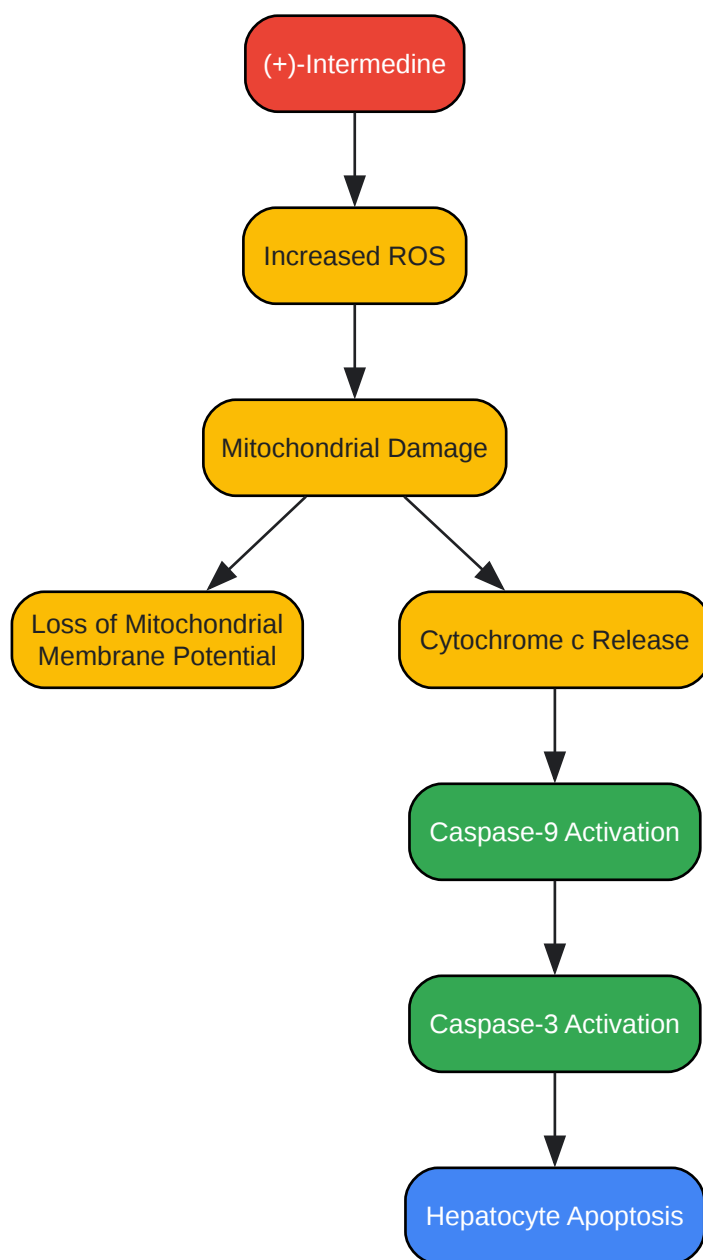 (+)-Intermedine
Increased ROS
Mitochondrial Damage
Loss of Mitochondrial
Membrane Potential
Cytochrome c Release
Caspase-9 Activation
Caspase-3 Activation
Hepatocyte Apoptosis